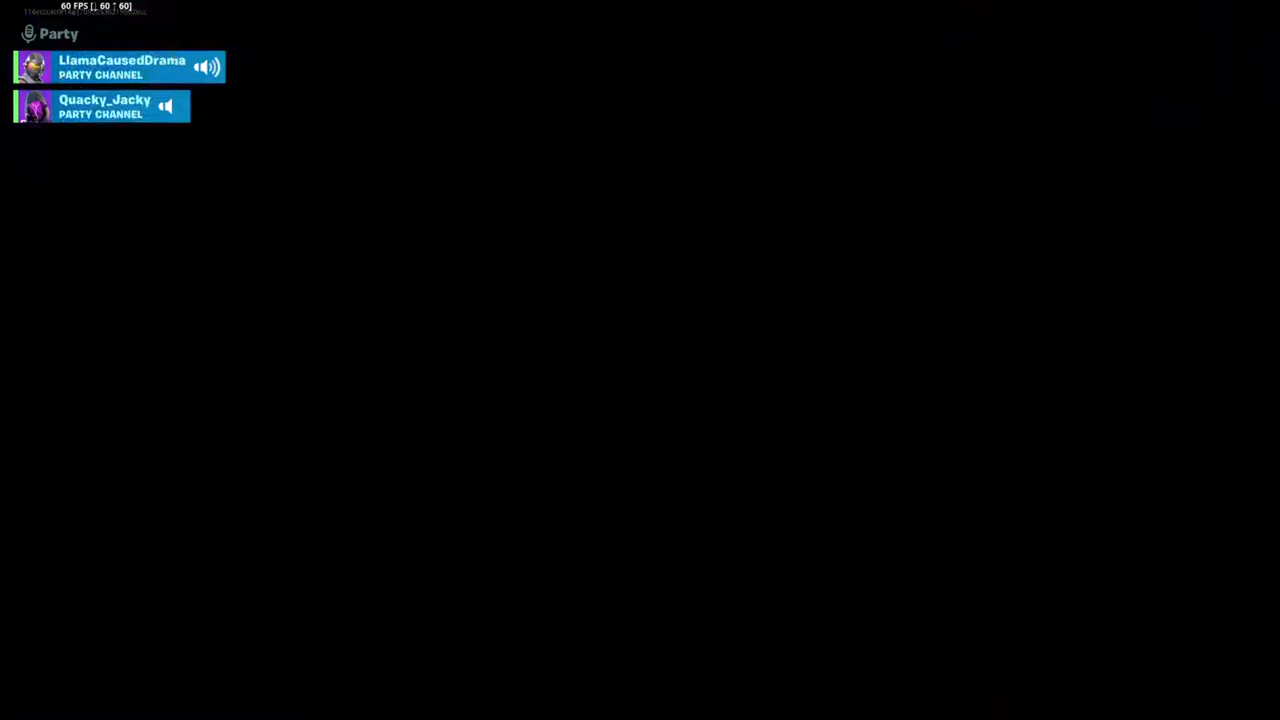 60 FPS [↓ 60 ↑ 60]
Party
LlamaCausedDrama
PARTY CHANNEL
Quacky_Jacky
PARTY CHANNEL